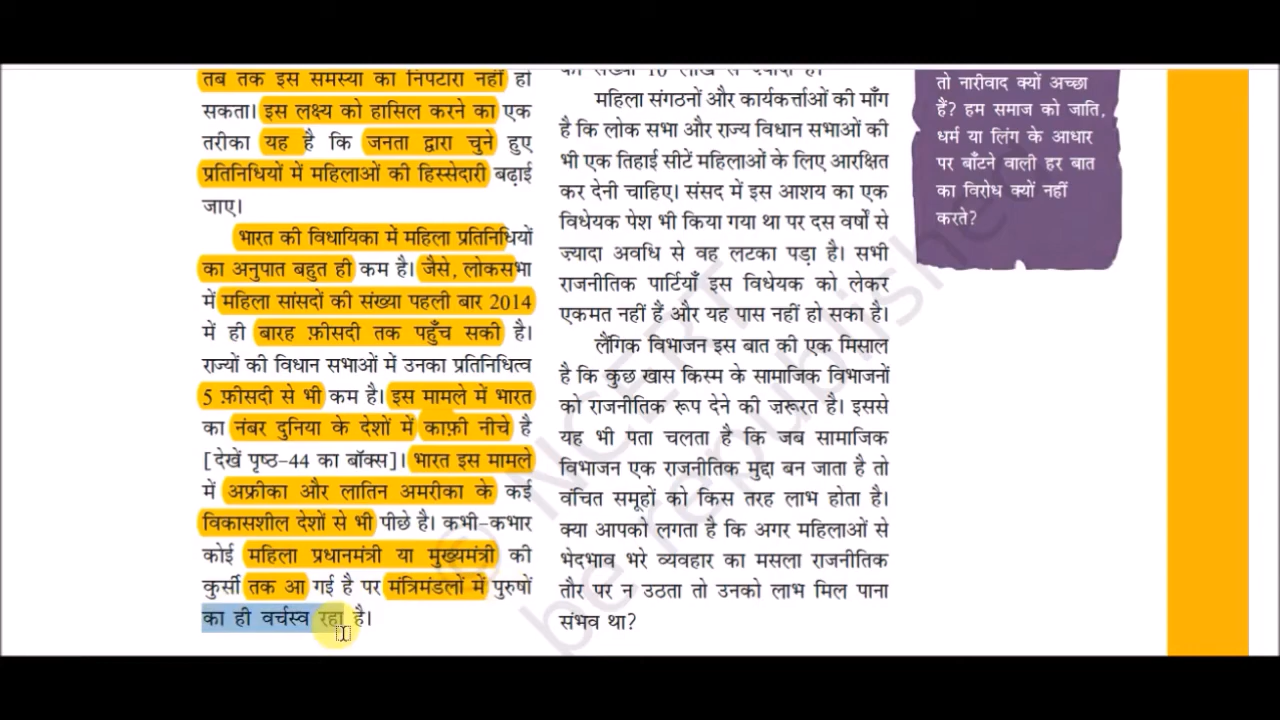 तब तक इस समस्या का निपटारा नहीं हो
सकता। इस लक्ष्य को हासिल करने का एक
तरीका यह है कि जनता द्वारा चुने हुए
प्रतिनिधियों में महिलाओं की हिस्सेदारी बढ़ाई
जाए।
भारत की विधायिका में महिला प्रतिनिधियों
का अनुपात बहुत ही कम है। जैसे, लोकसभा
में महिला सांसदों की संख्या पहली बार 2014
में ही बारह फ़ीसदी तक पहुँच सकी है।
राज्यों की विधान सभाओं में उनका प्रतिनिधित्व
5 फ़ीसदी से भी कम है। इस मामले में भारत
का नंबर दुनिया के देशों में काफ़ी नीचे है
[देखें पृष्ठ-44 का बॉक्स]। भारत इस मामले
में अफ्रीका और लातिन अमरीका के कई
विकासशील देशों से भी पीछे है। कभी-कभार
कोई महिला प्रधानमंत्री या मुख्यमंत्री की
कुर्सी तक आ गई है पर मंत्रिमंडलों में पुरुषों
का ही वर्चस्व रहा है।
की संख्या 10 लाख से ज़्यादा है।
महिला संगठनों और कार्यकर्त्ताओं की माँग
है कि लोक सभा और राज्य विधान सभाओं की
भी एक तिहाई सीटें महिलाओं के लिए आरक्षित
कर देनी चाहिए। संसद में इस आशय का एक
विधेयक पेश भी किया गया था पर दस वर्षों से
ज्यादा अवधि से वह लटका पड़ा है। सभी
राजनीतिक पार्टियाँ इस विधेयक को लेकर
एकमत नहीं हैं और यह पास नहीं हो सका है।
लैंगिक विभाजन इस बात की एक मिसाल
है कि कुछ खास किस्म के सामाजिक विभाजनों
को राजनीतिक रूप देने की ज़रूरत है। इससे
यह भी पता चलता है कि जब सामाजिक
विभाजन एक राजनीतिक मुद्दा बन जाता है तो
वंचित समूहों को किस तरह लाभ होता है।
क्या आपको लगता है कि अगर महिलाओं से
भेदभाव भरे व्यवहार का मसला राजनीतिक
तौर पर न उठता तो उनको लाभ मिल पाना
संभव था?
तो नारीवाद क्यों अच्छा
हैं? हम समाज को जाति,
धर्म या लिंग के आधार
पर बाँटने वाली हर बात
का विरोध क्यों नहीं
करते?
© NCERT
be republished